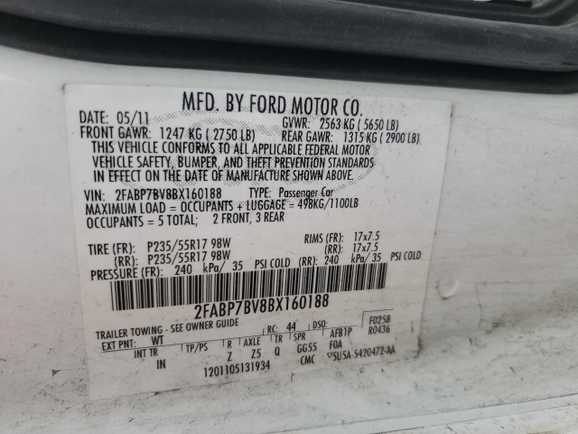 MFD. BY FORD MOTOR CO.
DATE: 05/11 GVWR: 2563 KG ( 5650 LB)
FRONT GAWR: 1247 KG ( 2750 LB) REAR GAWR: 1315 KG ( 2900 LB)
THIS VEHICLE CONFORMS TO ALL APPLICABLE FEDERAL MOTOR
VEHICLE SAFETY, BUMPER, AND THEFT PREVENTION STANDARDS
IN EFFECT ON THE DATE OF MANUFACTURE SHOWN ABOVE.
VIN: 2FABP7BV8BX160188 TYPE: Passenger Car
MAXIMUM LOAD = OCCUPANTS + LUGGAGE = 498KG/1100LB
OCCUPANTS = 5 TOTAL; 2 FRONT, 3 REAR
TIRE (FR): P235/55R17 98W RIMS (FR): 17x7.5
(RR): P235/55R17 98W (RR): 17x7.5
PRESSURE (FR): 240 kPa/ 35 PSI COLD (RR): 240 kPa/ 35 PSI COLD
2FABP7BV8BX160188
TRAILER TOWING - SEE OWNER GUIDE F0258
EXT PNT: WT RC: 44 DSO: R0436
INT TR TP/PS R AXLE TR SPR AFB1P
IN Z Z5 Q GG55 FOA
1201105131934 CMC 5420472-AA